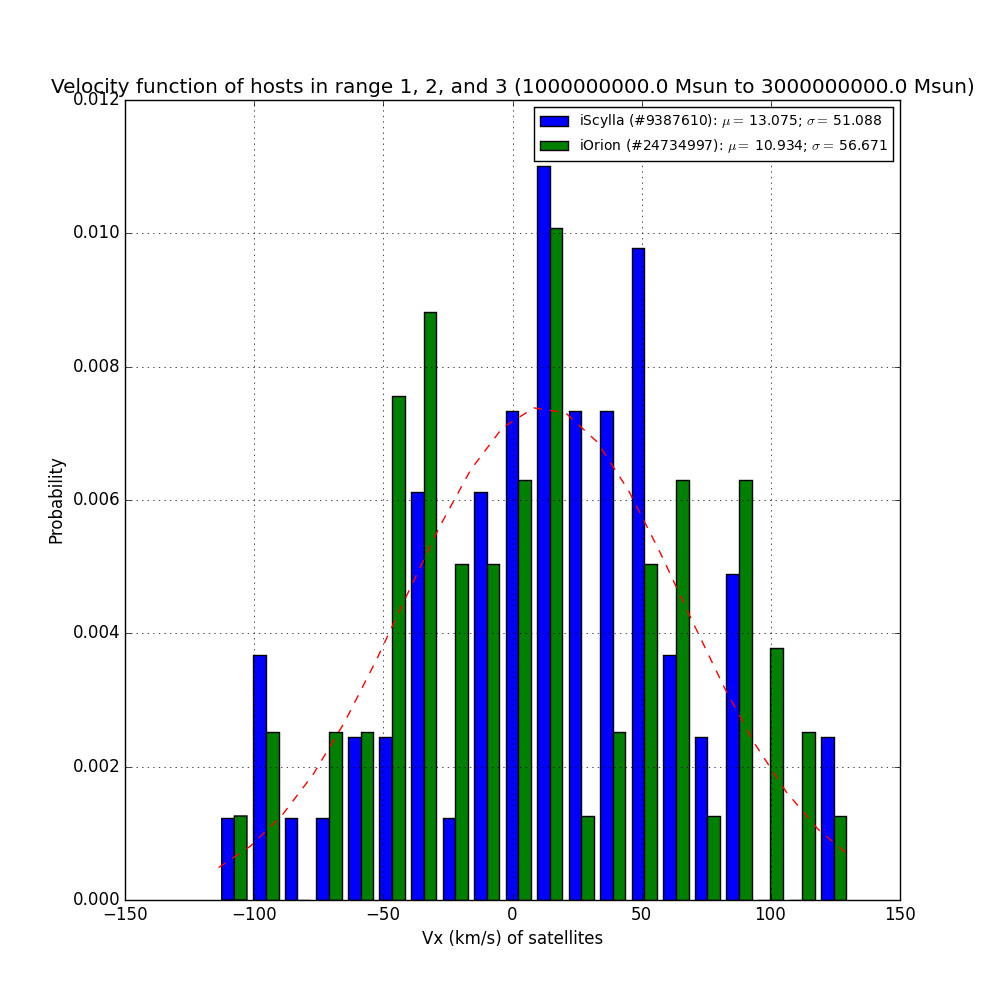 Velocity function of hosts in range 1, 2, and 3 (1000000000.0 Msun to 3000000000.0 Msun)
iScylla (#9387610): μ = 13.075; σ = 51.088
iOrion (#24734997): μ = 10.934; σ = 56.671
0.012
0.010
0.008
0.006
0.004
0.002
0.000
Probability
−150 −100 −50 0 50 100 150
Vx (km/s) of satellites